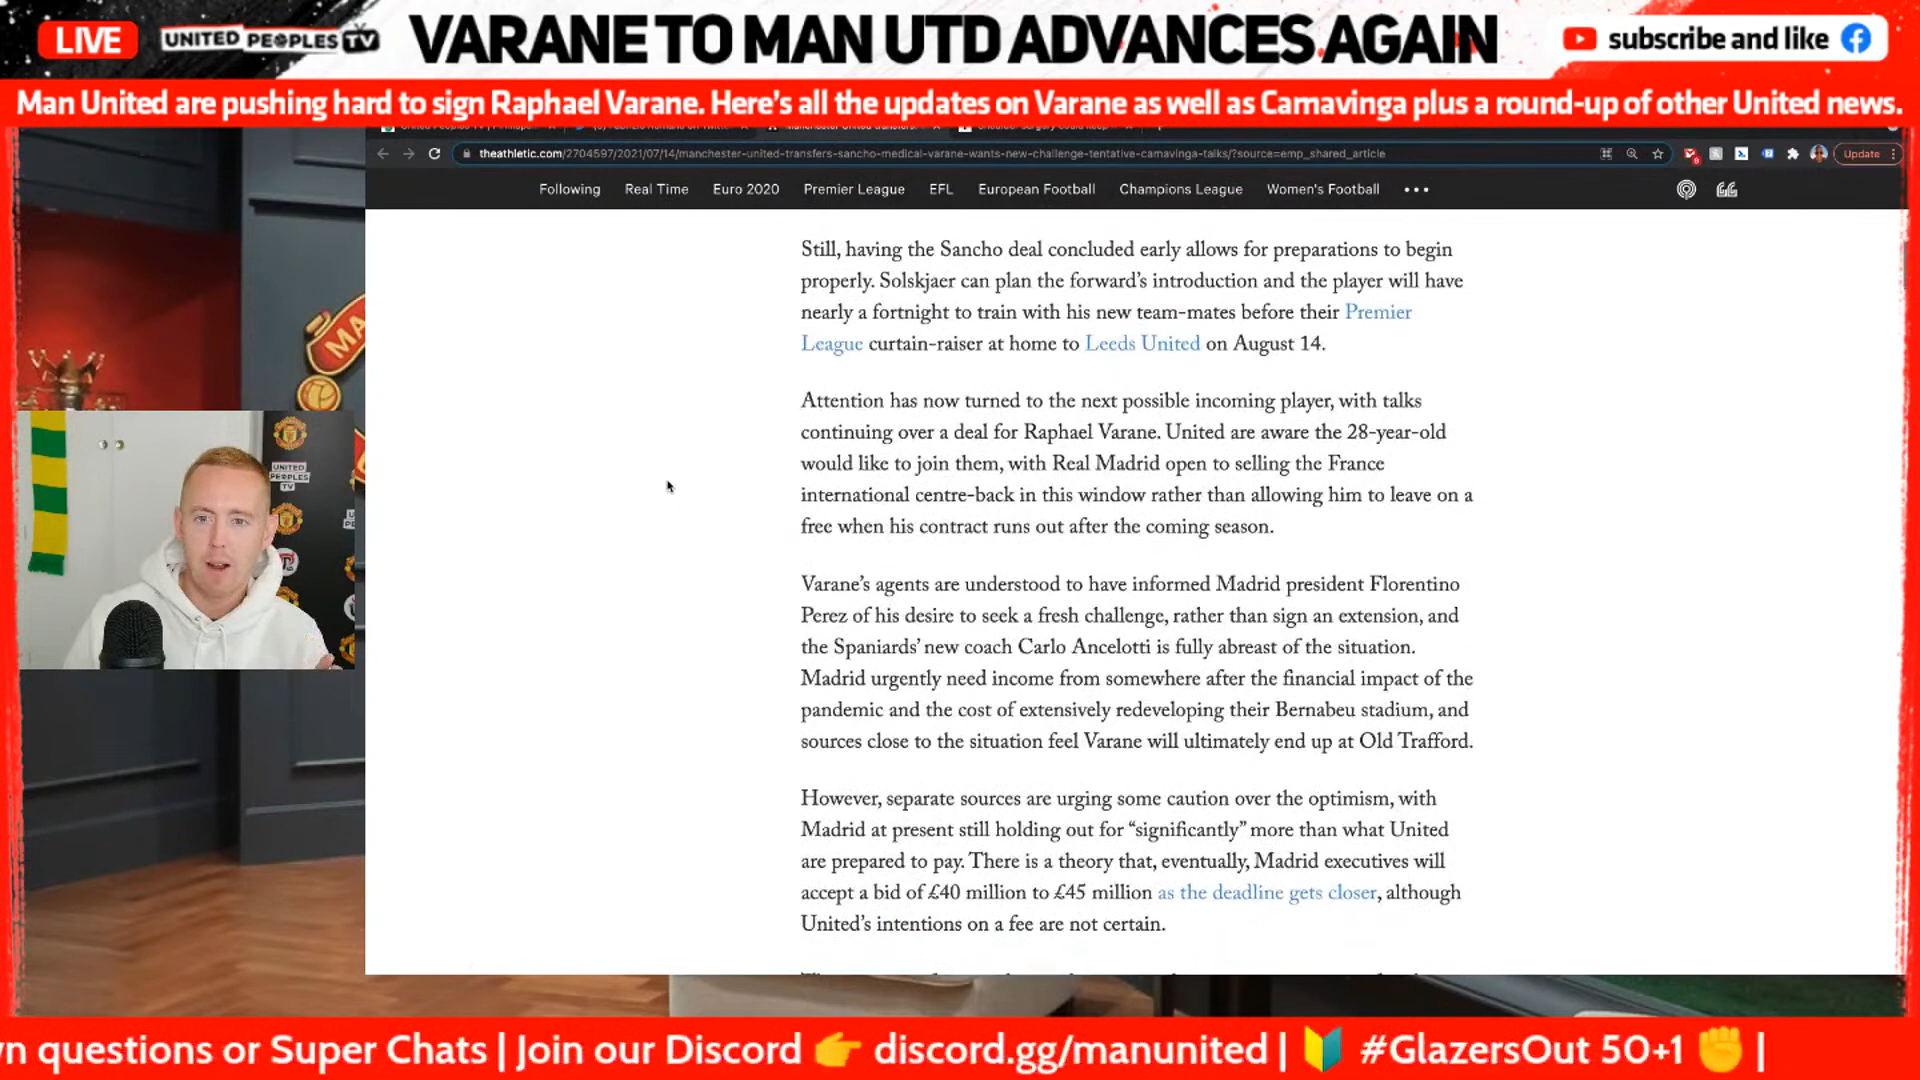 LIVE
UNITED PEOPLES TV
VARANE TO MAN UTD ADVANCES AGAIN
subscribe and like
Man United are pushing hard to sign Raphael Varane. Here's all the updates on Varane as well as Camavinga plus a round-up of other United news.
theathletic.com/2704597/2021/07/14/manchester-united-transfers-sancho-medical-varane-wants-new-challenge-tentative-camavinga-talks/?source=emp_shared_article
Update
Following Real Time Euro 2020 Premier League EFL European Football Champions League Women's Football
Still, having the Sancho deal concluded early allows for preparations to begin
properly. Solskjaer can plan the forward's introduction and the player will have
nearly a fortnight to train with his new team-mates before their Premier
League curtain-raiser at home to Leeds United on August 14.
Attention has now turned to the next possible incoming player, with talks
continuing over a deal for Raphael Varane. United are aware the 28-year-old
would like to join them, with Real Madrid open to selling the France
international centre-back in this window rather than allowing him to leave on a
free when his contract runs out after the coming season.
Varane's agents are understood to have informed Madrid president Florentino
Perez of his desire to seek a fresh challenge, rather than sign an extension, and
the Spaniards' new coach Carlo Ancelotti is fully abreast of the situation.
Madrid urgently need income from somewhere after the financial impact of the
pandemic and the cost of extensively redeveloping their Bernabeu stadium, and
sources close to the situation feel Varane will ultimately end up at Old Trafford.
However, separate sources are urging some caution over the optimism, with
Madrid at present still holding out for “significantly” more than what United
are prepared to pay. There is a theory that, eventually, Madrid executives will
accept a bid of £40 million to £45 million as the deadline gets closer, although
United's intentions on a fee are not certain.
UNITED
PEOPLES
TV
MA
n questions or Super Chats | Join our Discord 👉 discord.gg/manunited | 🔰 #GlazersOut 50+1 ✊ |